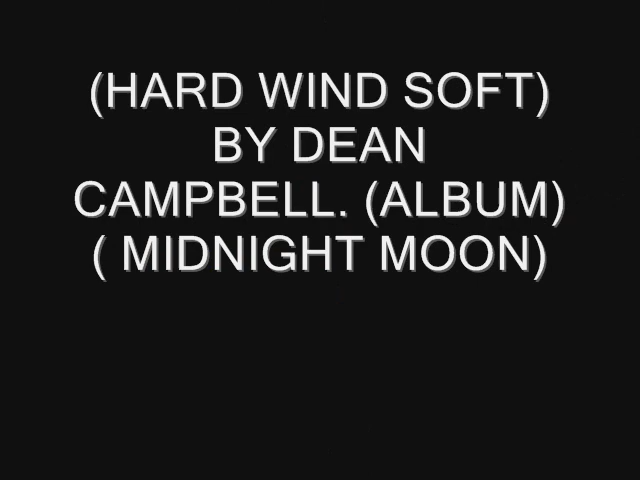 (HARD WIND SOFT)
BY DEAN
CAMPBELL. (ALBUM)
( MIDNIGHT MOON)